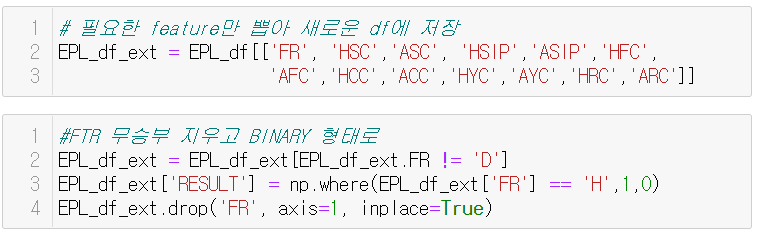 1 # 필요한 feature만 뽑아 새로운 df에 저장
2 EPL_df_ext = EPL_df[['FR', 'HSC','ASC', 'HSIP','ASIP','HFC',
3 'AFC','HCC','ACC','HYC','AYC','HRC','ARC']]
1 #FTR 무승부 지우고 BINARY 형태로
2 EPL_df_ext = EPL_df_ext[EPL_df_ext.FR != 'D']
3 EPL_df_ext['RESULT'] = np.where(EPL_df_ext['FR'] == 'H',1,0)
4 EPL_df_ext.drop('FR', axis=1, inplace=True)